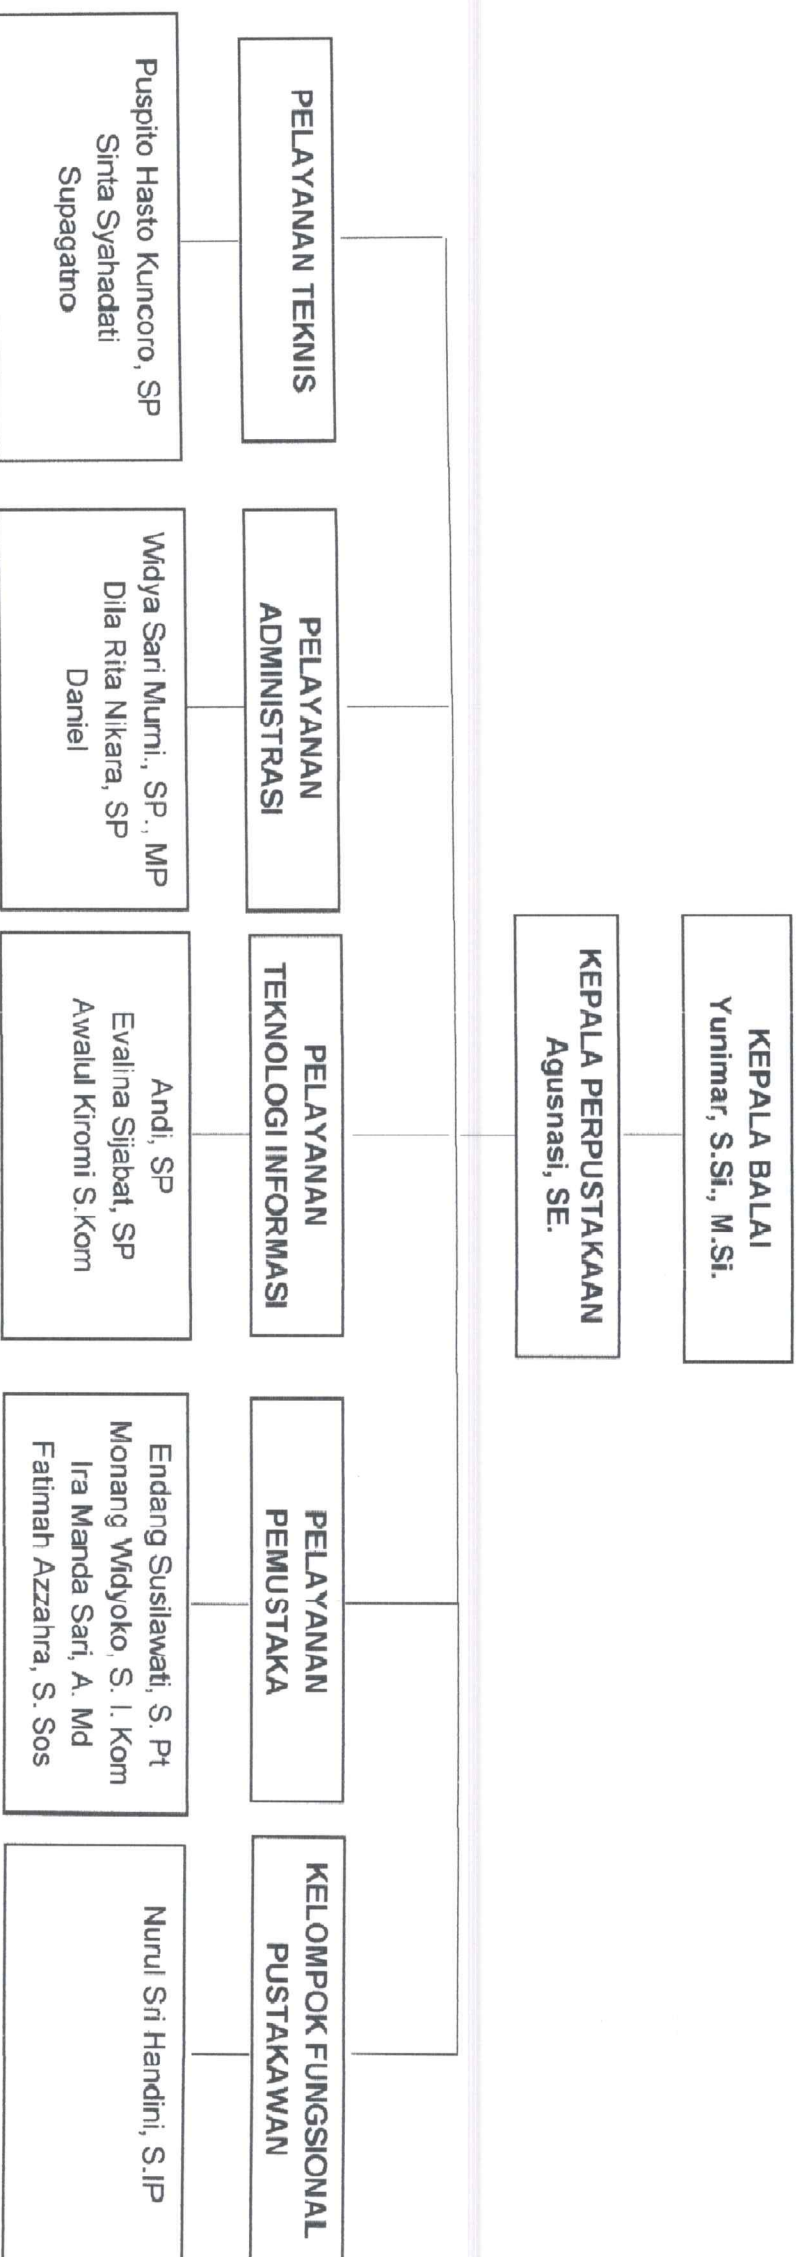 KEPALA BALAI
Yunimar, S.Si., M.Si.
KEPALA PERPUSTAKAAN
Agusnasi, SE.
PELAYANAN TEKNIS
Puspito Hasto Kuncoro, SP
Sinta Syahadati
Supagatno
PELAYANAN
ADMINISTRASI
Widya Sari Murni., SP., MP
Dila Rita Nikara, SP
Daniel
PELAYANAN
TEKNOLOGI INFORMASI
Andi, SP
Evalina Sijabat, SP
Awalul Kiromi S.Kom
PELAYANAN
PEMUSTAKA
Endang Susilawati, S. Pt
Monang Widyoko, S. I. Kom
Ira Manda Sari, A. Md
Fatimah Azzahra, S. Sos
KELOMPOK FUNGSIONAL
PUSTAKAWAN
Nurul Sri Handini, S.IP